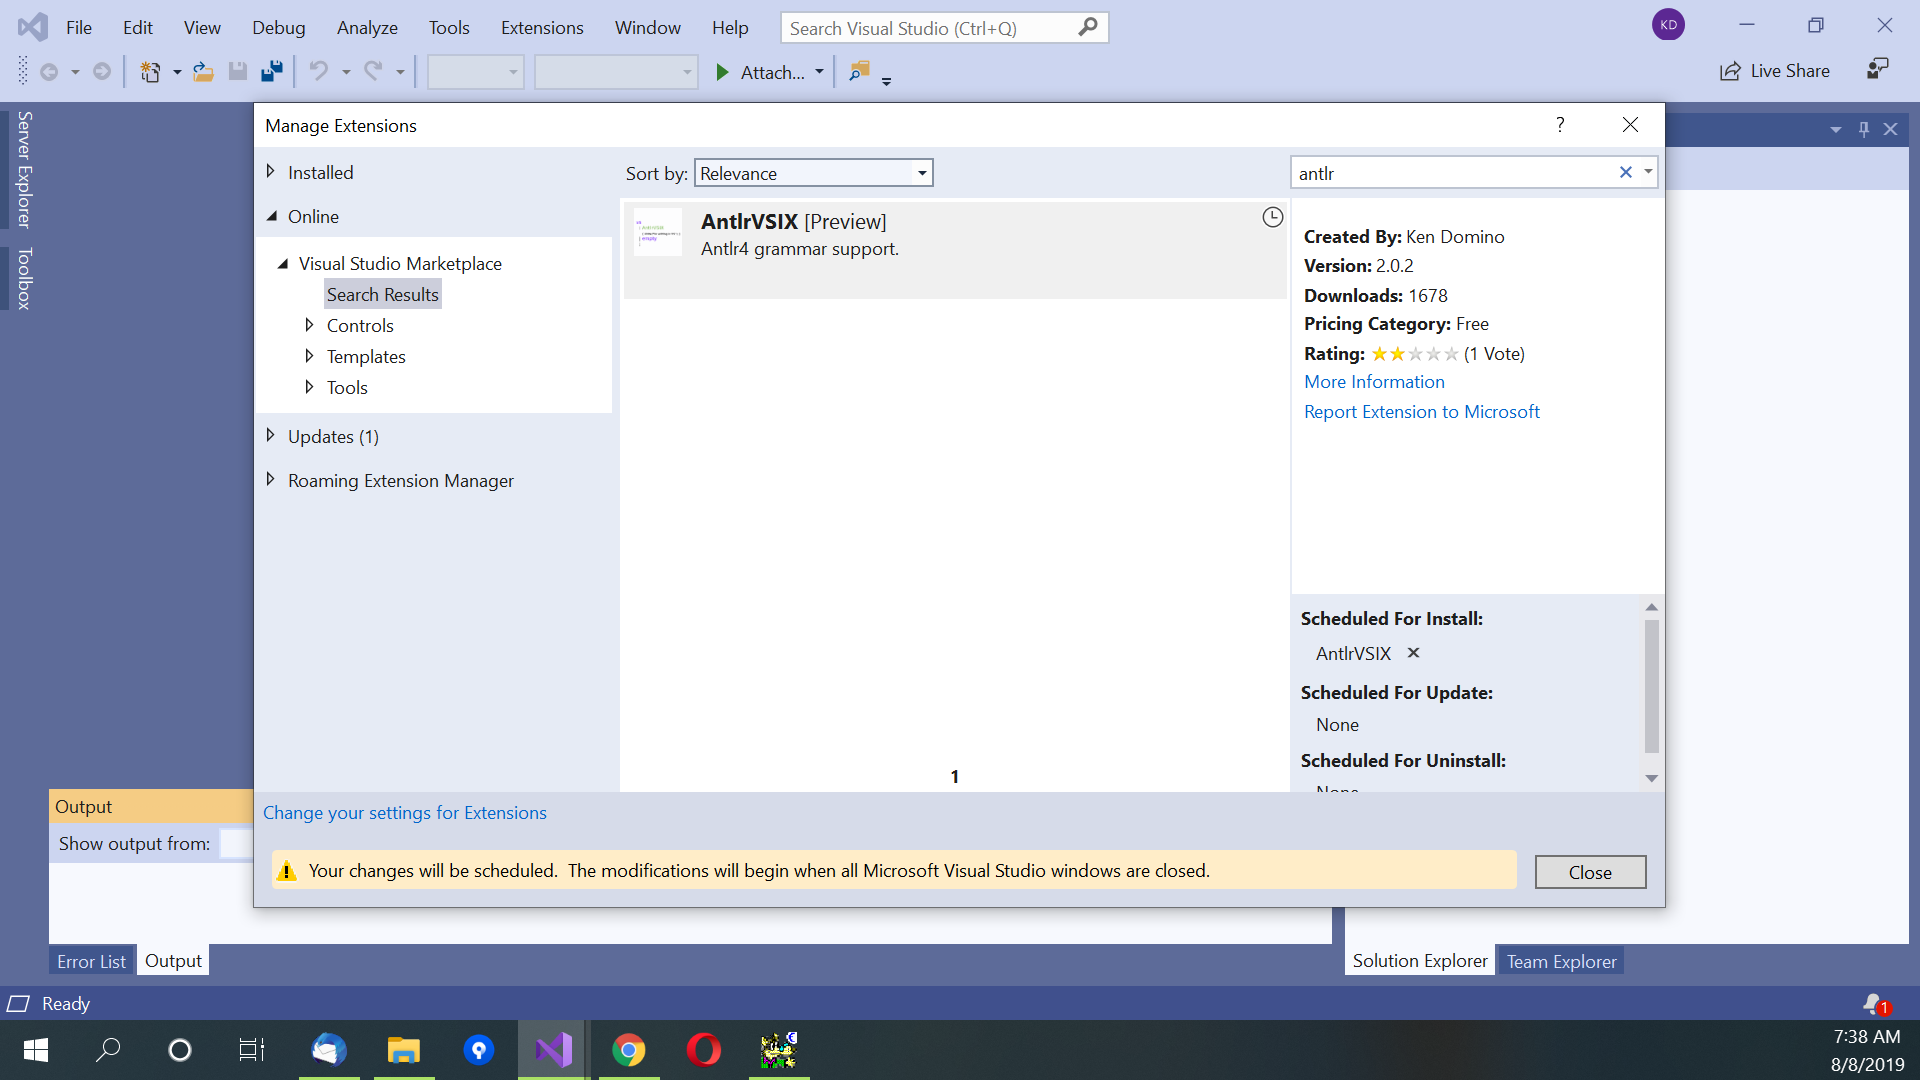 File Edit View Debug Analyze Tools Extensions Window Help Search Visual Studio (Ctrl+Q) KD
Attach... Live Share
Server Explorer
Toolbox
Manage Extensions ?
Installed
Online
Visual Studio Marketplace
Search Results
Controls
Templates
Tools
Updates (1)
Roaming Extension Manager
Sort by: Relevance
antlr
AntlrVSIX [Preview]
Antlr4 grammar support.
1
Created By: Ken Domino
Version: 2.0.2
Downloads: 1678
Pricing Category: Free
Rating: (1 Vote)
More Information
Report Extension to Microsoft
Scheduled For Install:
AntlrVSIX
Scheduled For Update:
None
Scheduled For Uninstall:
None
Change your settings for Extensions
Your changes will be scheduled. The modifications will begin when all Microsoft Visual Studio windows are closed.
Close
Output
Show output from:
Error List Output
Solution Explorer Team Explorer
Ready
1
7:38 AM
8/8/2019